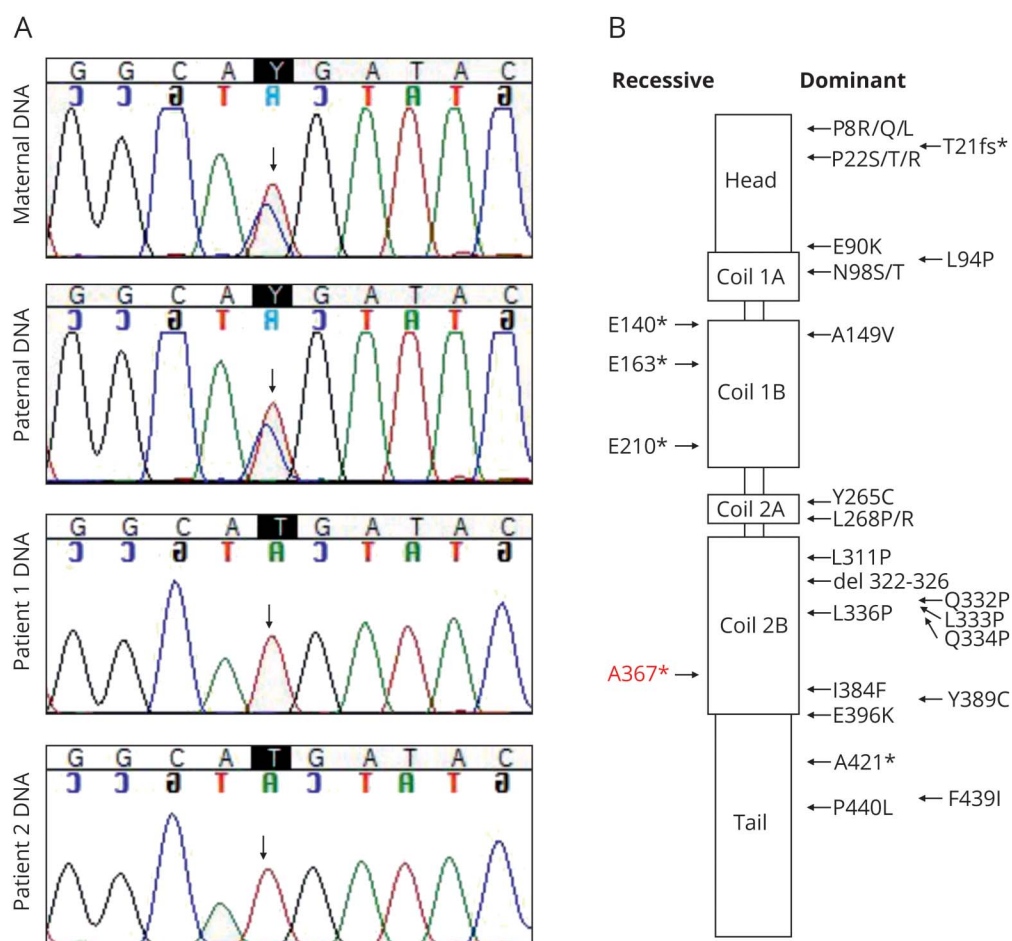 A
Maternal DNA
G G C A Y G A T A C
C C G T R C T A T G
Paternal DNA
G G C A Y G A T A C
C C G T R C T A T G
Patient 1 DNA
G G C A T G A T A C
C C G T A C T A T G
Patient 2 DNA
G G C A T G A T A C
C C G T A C T A T G
B
Recessive Dominant
Head
P8R/Q/L
T21fs*
P22S/T/R
E90K
L94P
Coil 1A
N98S/T
E140*
A149V
E163*
Coil 1B
E210*
Y265C
Coil 2A
L268P/R
L311P
del 322-326
Q332P
L336P
L333P
Coil 2B
Q334P
A367*
I384F
Y389C
E396K
A421*
F439I
P440L
Tail